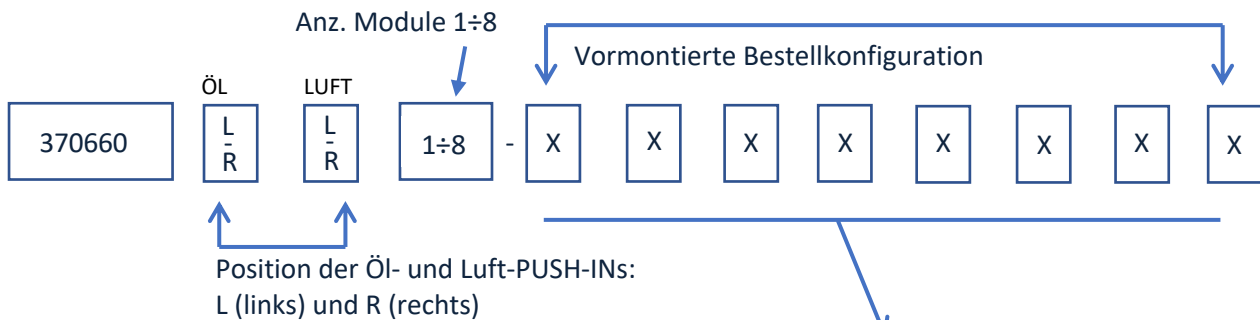 Anz. Module 1÷8
Vormontierte Bestellkonfiguration
ÖL LUFT
370660 L - R L - R 1÷8 - X X X X X X X X
Position der Öl- und Luft-PUSH-INs:
L (links) und R (rechts)